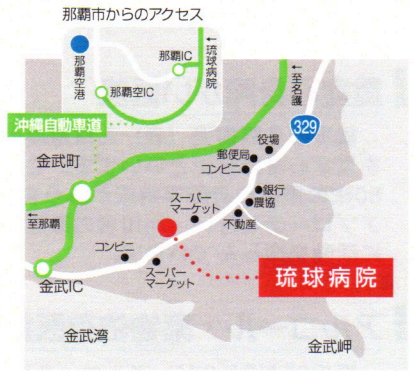 那覇市からのアクセス
那覇空港
那覇IC
↑琉球病院
那覇空IC
沖縄自動車道
↑至名護
329
役場
郵便局
コンビニ
金武町
銀行
農協
スーパー
マーケット
不動産
←
至那覇
コンビニ
スーパー
マーケット
琉球病院
金武IC
金武湾
金武岬